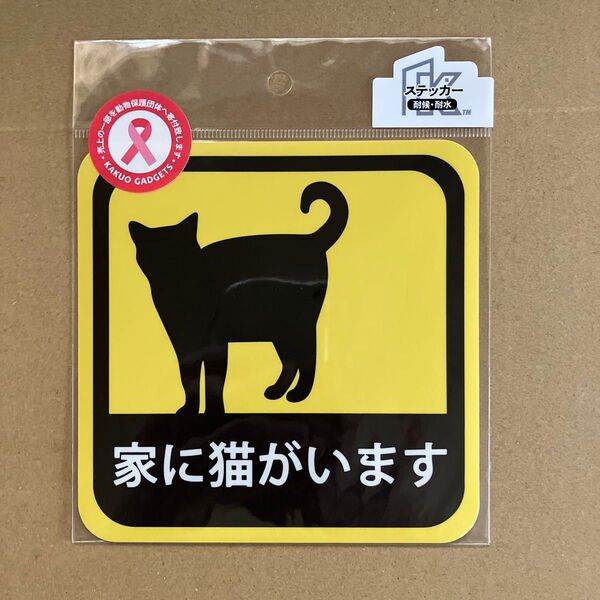 売上の一部を動物保護団体へ寄付致します
・KAKUO GADGETS・
K
TM
ステッカー
耐候・耐水
家に猫がいます